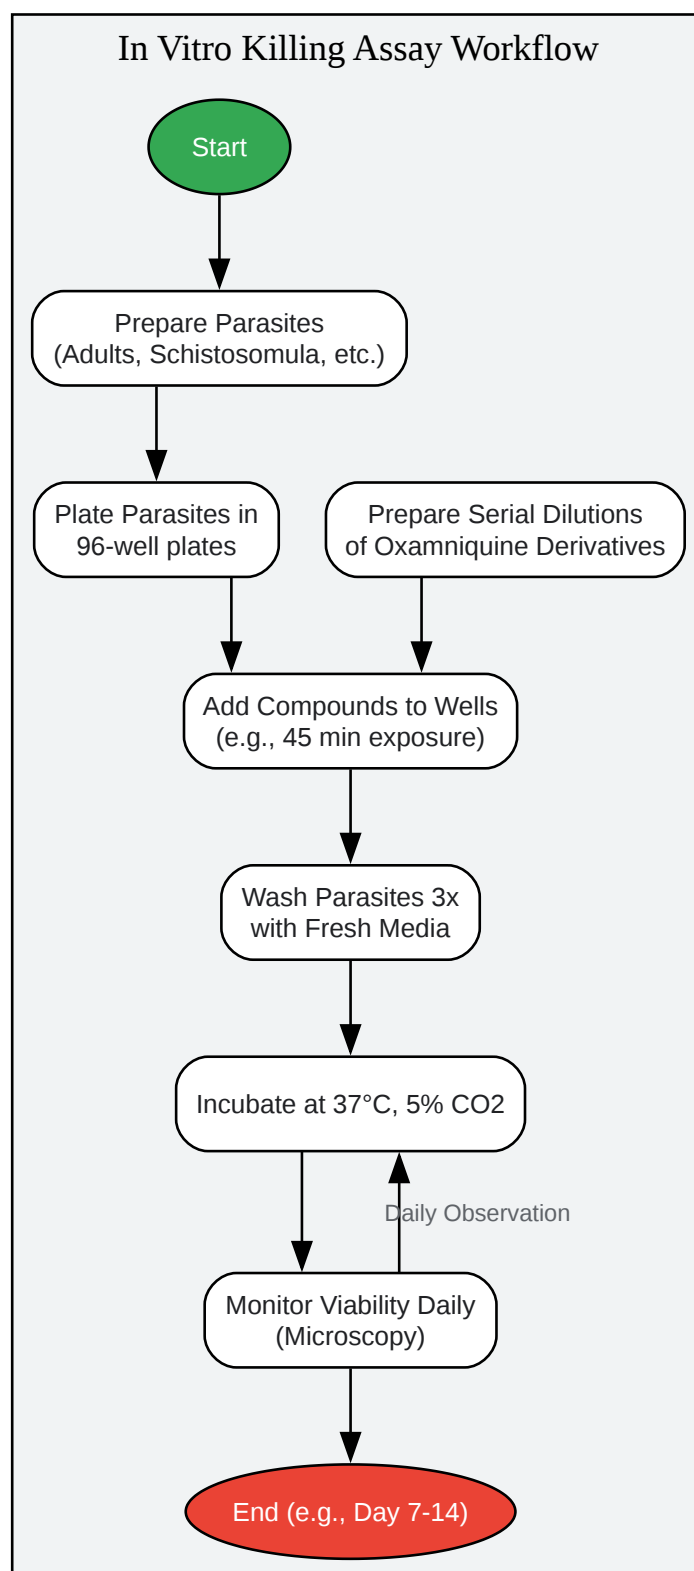 In Vitro Killing Assay Workflow
Start
Prepare Parasites
(Adults, Schistosomula, etc.)
Plate Parasites in
96-well plates
Prepare Serial Dilutions
of Oxamniquine Derivatives
Add Compounds to Wells
(e.g., 45 min exposure)
Wash Parasites 3x
with Fresh Media
Incubate at 37°C, 5% CO2
Daily Observation
Monitor Viability Daily
(Microscopy)
End (e.g., Day 7-14)